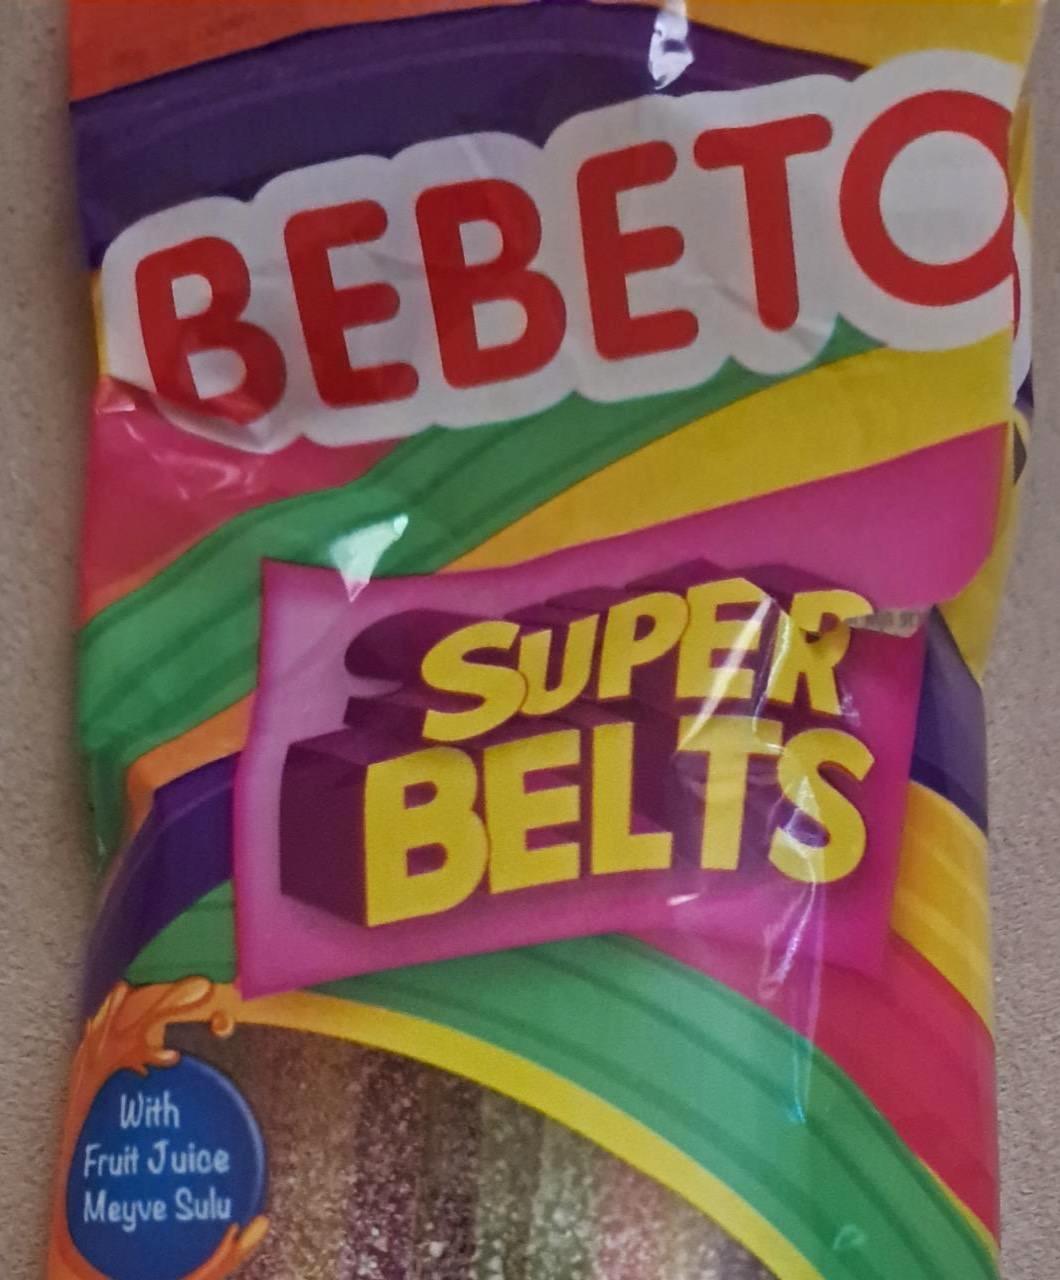 BEBETO
SUPER
BELTS
With
Fruit Juice
Meyve Sulu